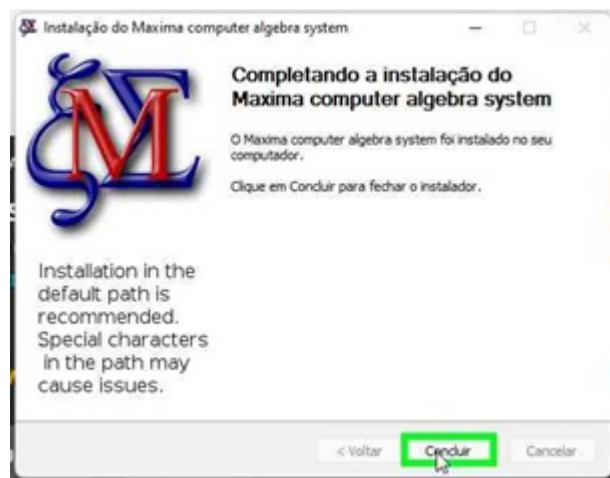 Instalação do Maxima computer algebra system
Completando a instalação do
Maxima computer algebra system
O Maxima computer algebra system foi instalado no seu
computador.
Clique em Concluir para fechar o instalador.
Installation in the
default path is
recommended.
Special characters
in the path may
cause issues.
< Voltar Concluir Cancelar